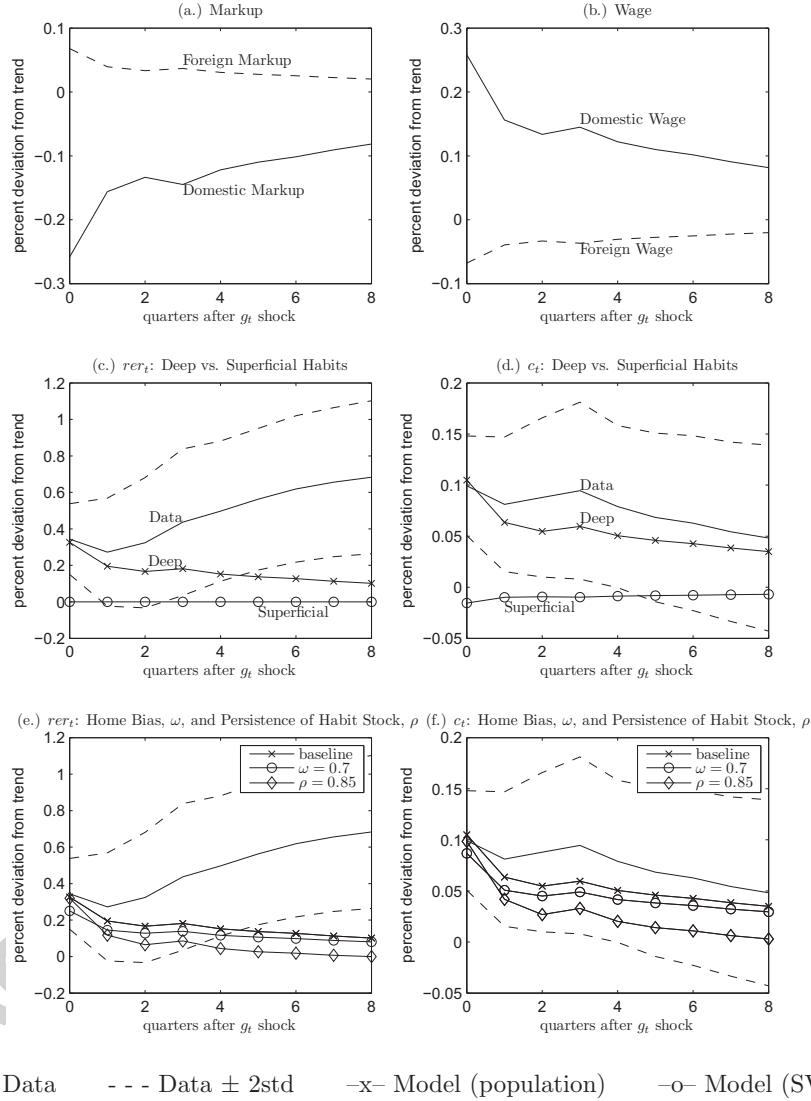 (a.) Markup
percent deviation from trend
0.1
0
−0.1
−0.2
−0.3
Foreign Markup
Domestic Markup
0 2 4 6 8
quarters after g_t shock
(b.) Wage
percent deviation from trend
0.3
0.2
0.1
0
−0.1
Domestic Wage
Foreign Wage
0 2 4 6 8
quarters after g_t shock
(c.) rer_t: Deep vs. Superficial Habits
percent deviation from trend
1.2
1
0.8
0.6
0.4
0.2
0
−0.2
Data
Deep
Superficial
0 2 4 6 8
quarters after g_t shock
(d.) c_t: Deep vs. Superficial Habits
percent deviation from trend
0.2
0.15
0.1
0.05
0
−0.05
Data
Deep
Superficial
0 2 4 6 8
quarters after g_t shock
(e.) rer_t: Home Bias, ω, and Persistence of Habit Stock, ρ
percent deviation from trend
1.2
1
0.8
0.6
0.4
0.2
0
−0.2
baseline
ω = 0.7
ρ = 0.85
0 2 4 6 8
quarters after g_t shock
(f.) c_t: Home Bias, ω, and Persistence of Habit Stock, ρ
percent deviation from trend
0.2
0.15
0.1
0.05
0
−0.05
baseline
ω = 0.7
ρ = 0.85
0 2 4 6 8
quarters after g_t shock
Data - - - Data ± 2std –x– Model (population) –o– Model (SV